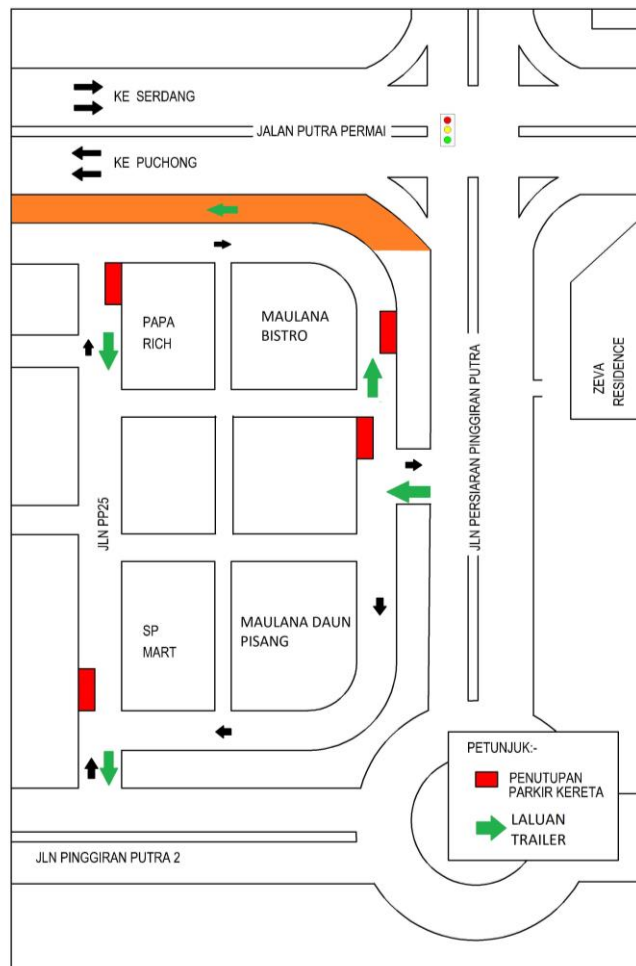 KE SERDANG
JALAN PUTRA PERMAI
KE PUCHONG
PAPA
RICH
MAULANA
BISTRO
ZEVA
RESIDENCE
JLN PERSIARAN PINGGIRAN PUTRA
JLN PP25
SP
MART
MAULANA DAUN
PISANG
PETUNJUK:-
PENUTUPAN
PARKIR KERETA
LALUAN
TRAILER
JLN PINGGIRAN PUTRA 2